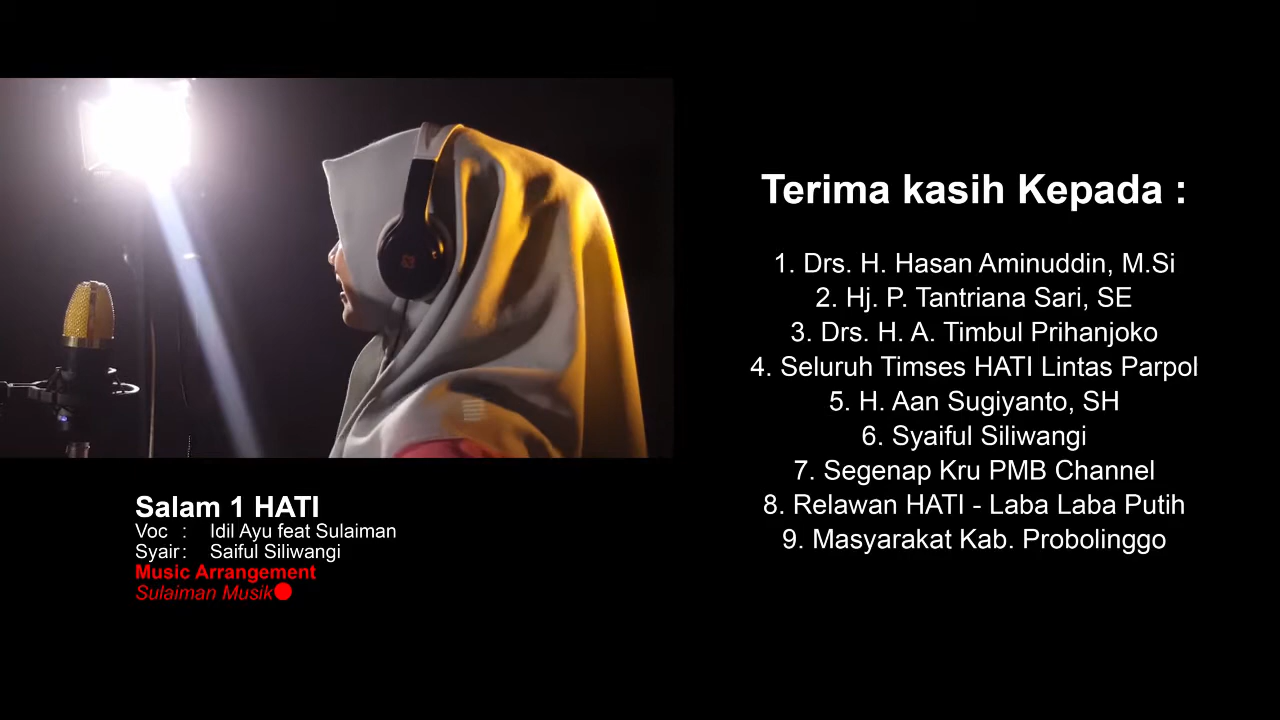 Terima kasih Kepada :
1. Drs. H. Hasan Aminuddin, M.Si
2. Hj. P. Tantriana Sari, SE
3. Drs. H. A. Timbul Prihanjoko
4. Seluruh Timses HATI Lintas Parpol
5. H. Aan Sugiyanto, SH
6. Syaiful Siliwangi
7. Segenap Kru PMB Channel
8. Relawan HATI - Laba Laba Putih
9. Masyarakat Kab. Probolinggo
Salam 1 HATI
Voc : Idil Ayu feat Sulaiman
Syair : Saiful Siliwangi
Music Arrangement
Sulaiman Musik